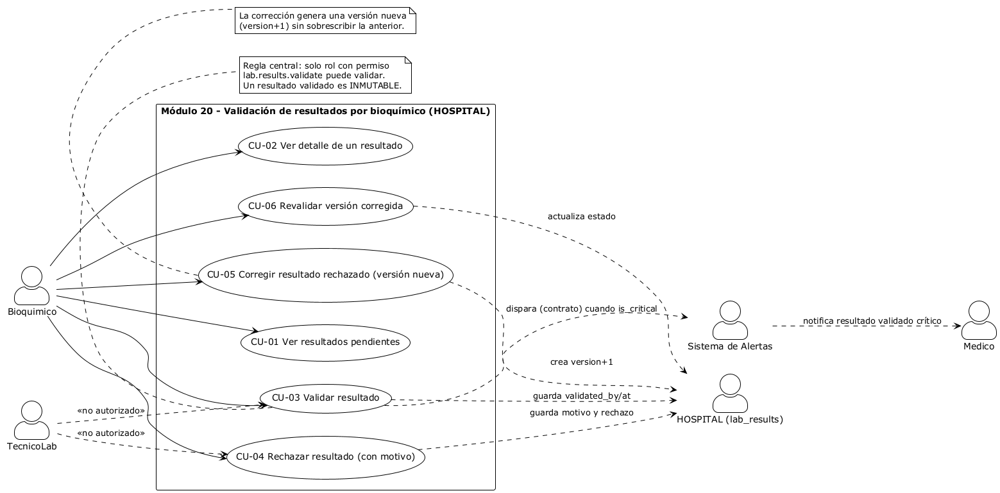 La corrección genera una versión nueva
(version+1) sin sobrescribir la anterior.
Regla central: solo rol con permiso
lab.results.validate puede validar.
Un resultado validado es INMUTABLE.
Módulo 20 - Validación de resultados por bioquímico (HOSPITAL)
CU-02 Ver detalle de un resultado
CU-06 Revalidar versión corregida
actualiza estado
CU-05 Corregir resultado rechazado (versión nueva)
Bioquimico
dispara (contrato) cuando is_critical
notifica resultado validado crítico
CU-01 Ver resultados pendientes
Sistema de Alertas
Medico
crea version+1
CU-03 Validar resultado
guarda validated_by/at
«no autorizado»
guarda motivo y rechazo
HOSPITAL (lab_results)
«no autorizado»
TecnicoLab
CU-04 Rechazar resultado (con motivo)